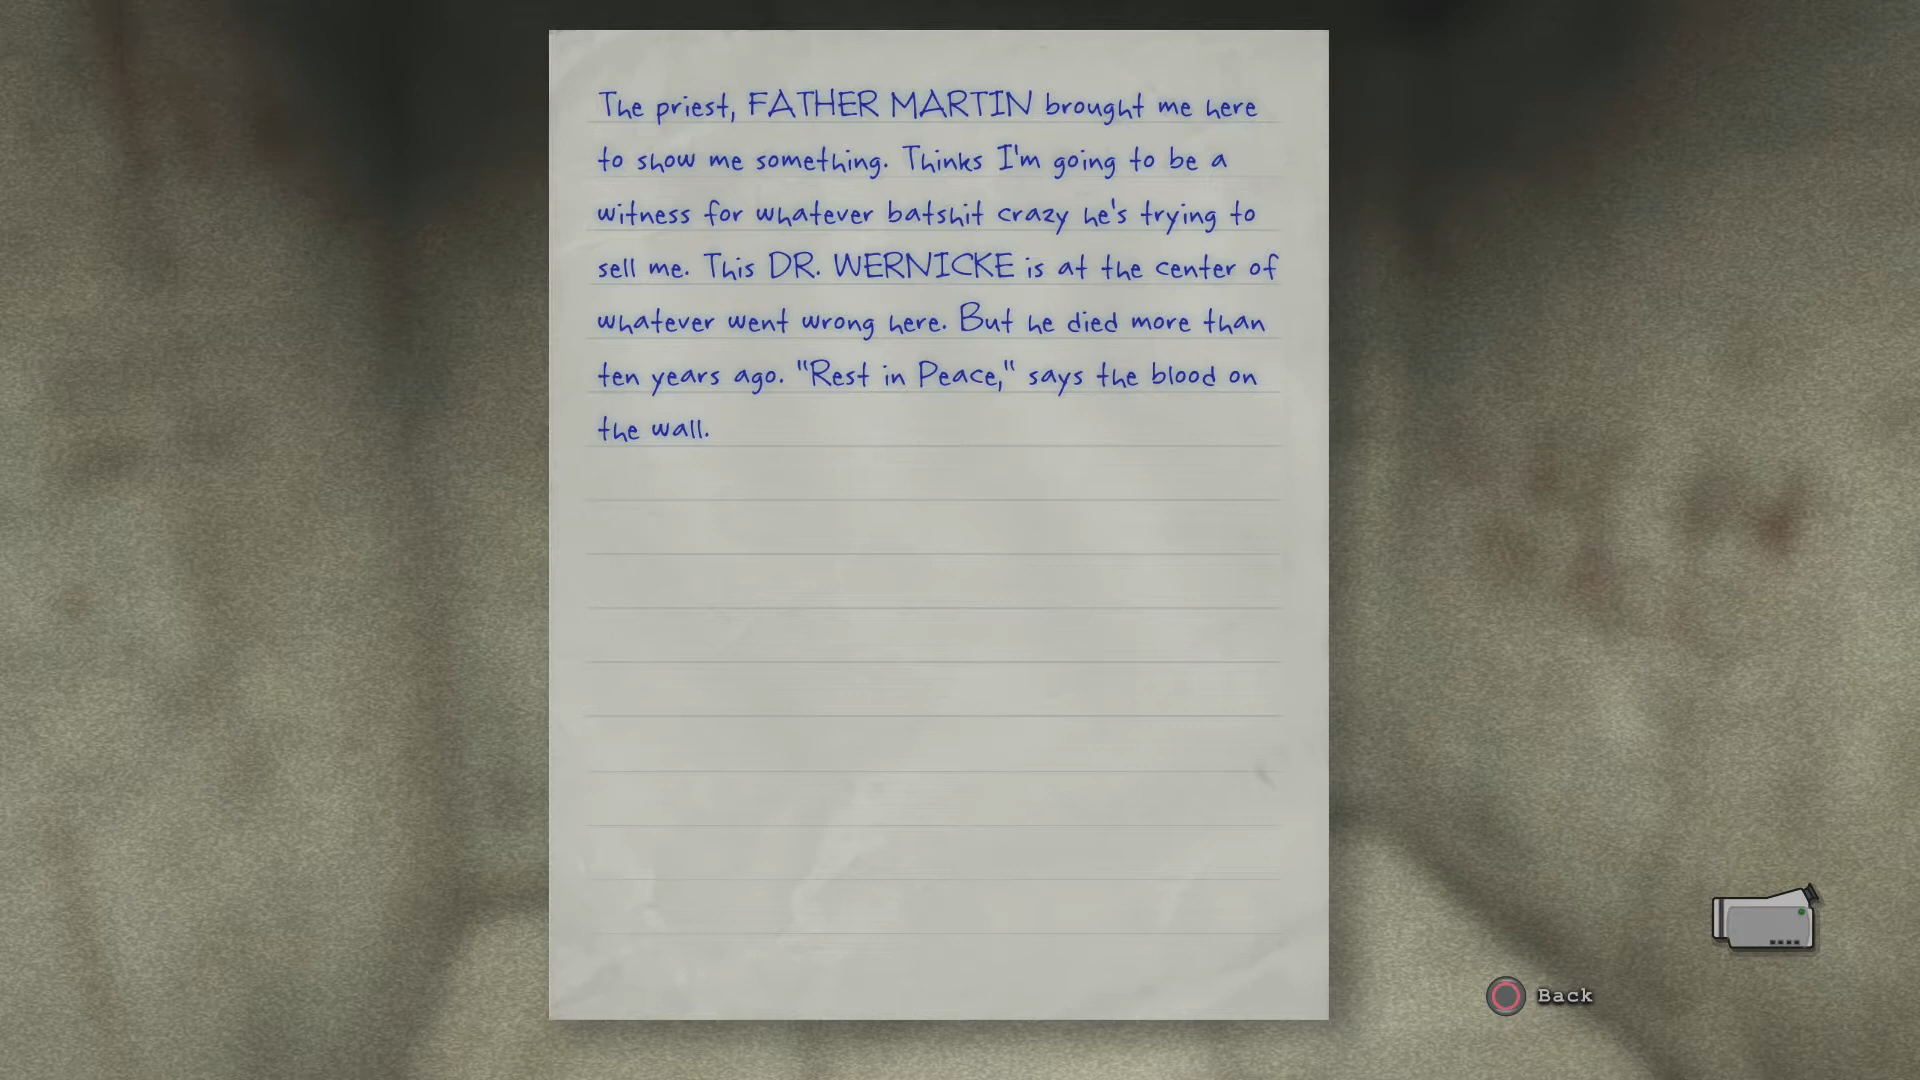 The priest, FATHER MARTIN brought me here
to show me something. Thinks I'm going to be a
witness for whatever batshit crazy he's trying to
sell me. This DR. WERNICKE is at the center of
whatever went wrong here. But he died more than
ten years ago. "Rest in Peace," says the blood on
the wall.
Back